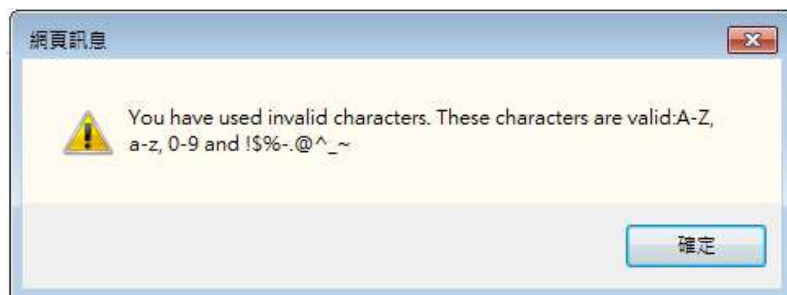 網頁訊息
You have used invalid characters. These characters are valid:A-Z,
a-z, 0-9 and !$%-.@^_~
確定